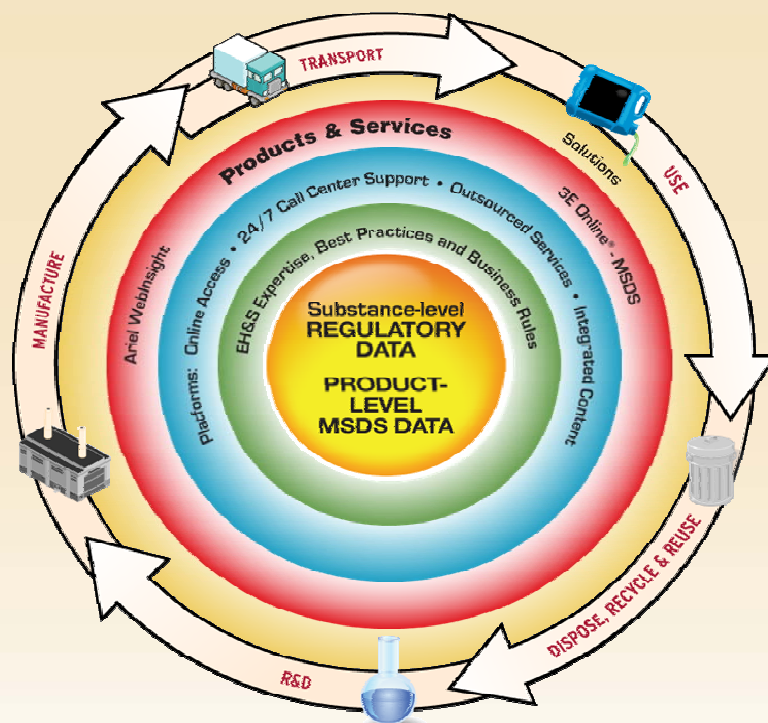 TRANSPORT
Solutions
USE
Products & Services
3E Online® - MSDS
Ariel WebInsight
MANUFACTURE
Platforms: Online Access • 24/7 Call Center Support • Outsourced Services • Integrated Content
EH&S Expertise, Best Practices and Business Rules
Substance-level
REGULATORY
DATA
PRODUCT-
LEVEL
MSDS DATA
DISPOSE, RECYCLE & REUSE
R&D